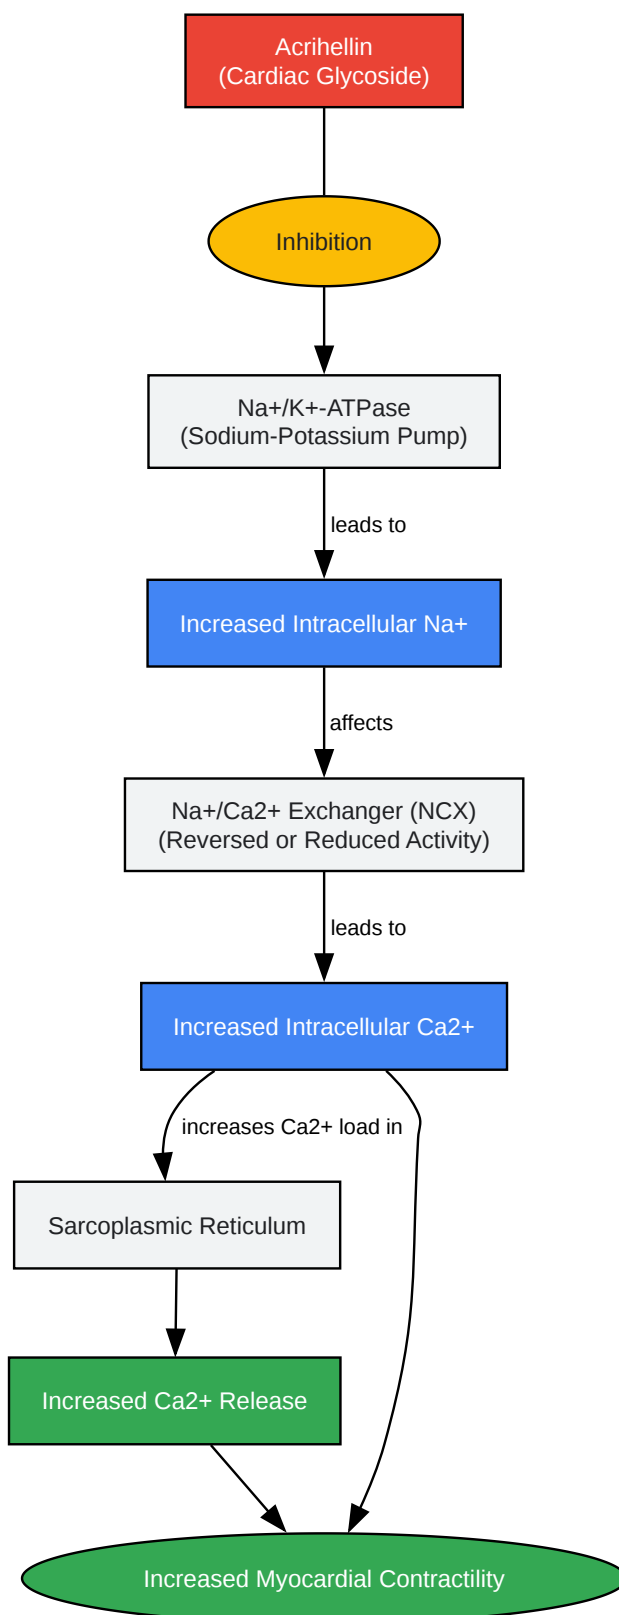 Acrihellin
(Cardiac Glycoside)
Inhibition
Na+/K+-ATPase
(Sodium-Potassium Pump)
leads to
Increased Intracellular Na+
affects
Na+/Ca2+ Exchanger (NCX)
(Reversed or Reduced Activity)
leads to
Increased Intracellular Ca2+
increases Ca2+ load in
Sarcoplasmic Reticulum
Increased Ca2+ Release
Increased Myocardial Contractility